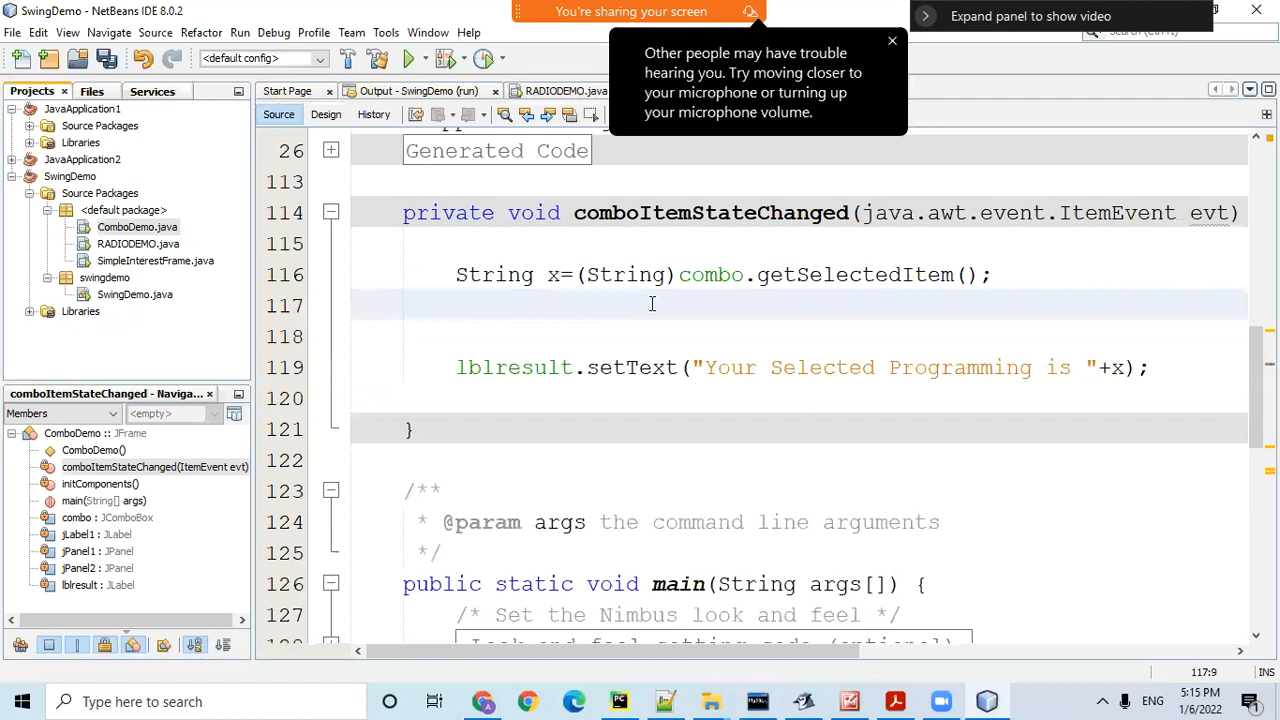 SwingDemo - NetBeans IDE 8.0.2
You're sharing your screen
Expand panel to show video
File Edit View Navigate Source Refactor Run Debug Profile Team Tools Window Help
Other people may have trouble
hearing you. Try moving closer to
your microphone or turning up
your microphone volume.
<default config>
Projects Files Services
Start Page Output - SwingDemo (run) RADIODEMO.java
Source Design History
JavaApplication1
Source Packages
Libraries
JavaApplication2
SwingDemo
Source Packages
<default package>
ComboDemo.java
RADIODEMO.java
SimpleInterestFrame.java
swingdemo
SwingDemo.java
Libraries
comboItemStateChanged - Naviga...
Members <empty>
ComboDemo :: JFrame
ComboDemo()
comboItemStateChanged(ItemEvent evt)
initComponents()
main(String[] args)
combo : JComboBox
jLabel1 : JLabel
jPanel1 : JPanel
jPanel2 : JPanel
lblresult : JLabel
26 Generated Code
113
114 private void comboItemStateChanged(java.awt.event.ItemEvent evt)
115
116 String x=(String)combo.getSelectedItem();
117
118
119 lblresult.setText("Your Selected Programming is "+x);
120
121 }
122
123 /**
124 * @param args the command line arguments
125 */
126 public static void main(String args[]) {
127 /* Set the Nimbus look and feel */
Look and feel setting code (optional)
117:9 INS
Type here to search
ENG
5:15 PM
1/6/2022